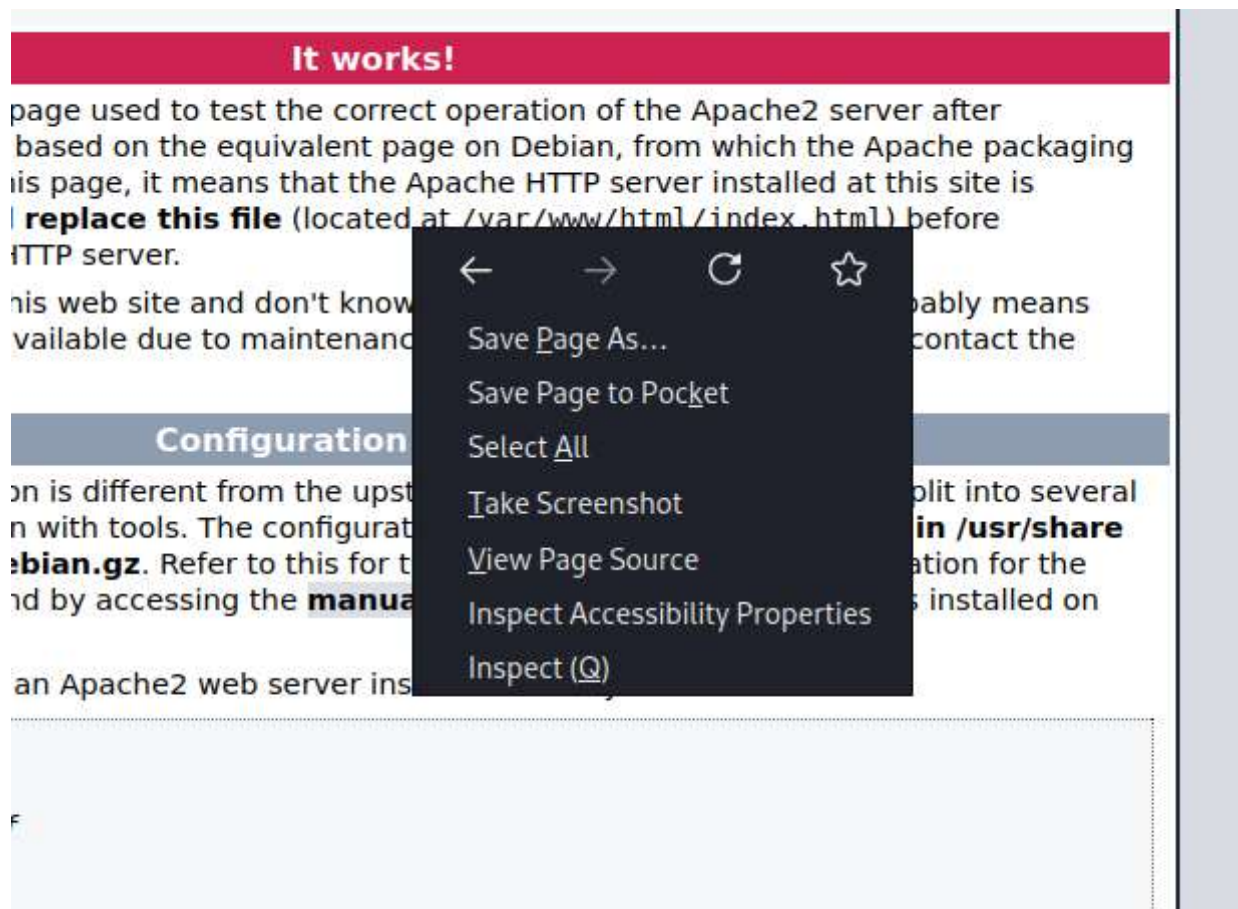 It works!
page used to test the correct operation of the Apache2 server after
based on the equivalent page on Debian, from which the Apache packaging
his page, it means that the Apache HTTP server installed at this site is
replace this file (located at /var/www/html/index.html) before
HTTP server.
his web site and don't know
bably means
vailable due to maintenanc
contact the
Save Page As...
Save Page to Pocket
Select All
Take Screenshot
View Page Source
Inspect Accessibility Properties
Inspect (Q)
Configuration
on is different from the upst
plit into several
n with tools. The configurat
in /usr/share
ebian.gz. Refer to this for t
ation for the
nd by accessing the manua
s installed on
an Apache2 web server ins
f